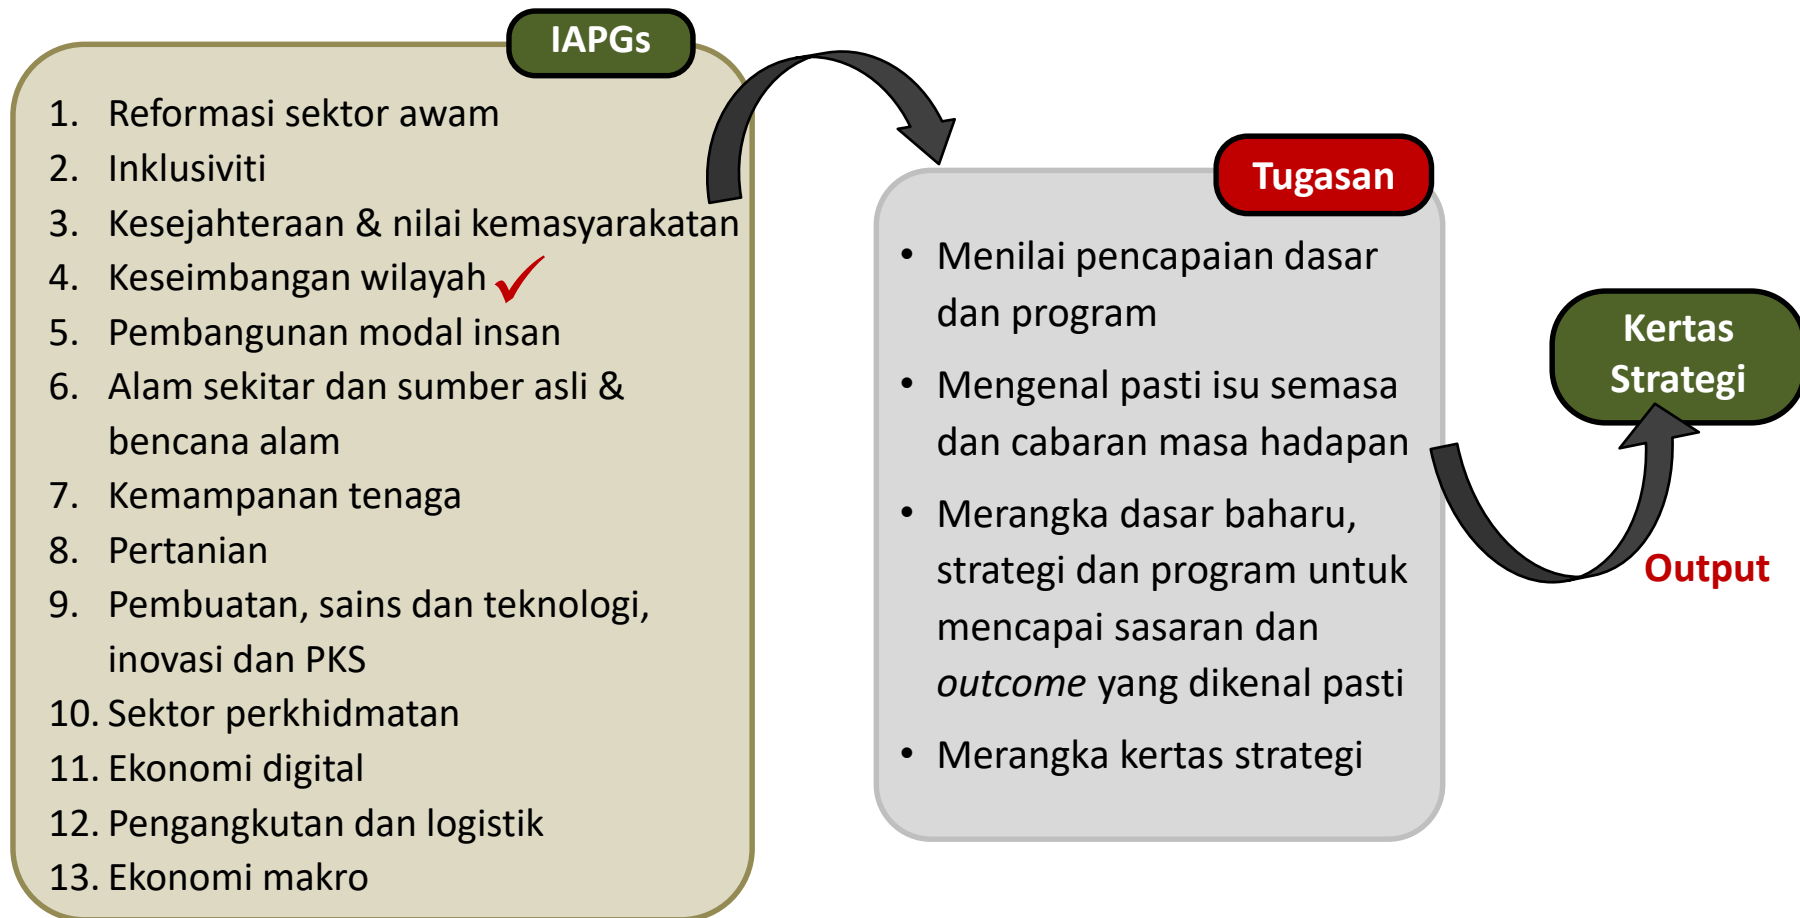 IAPGs
1. Reformasi sektor awam
2. Inklusiviti
3. Kesejahteraan & nilai kemasyarakatan
4. Keseimbangan wilayah
5. Pembangunan modal insan
6. Alam sekitar dan sumber asli &
bencana alam
7. Kemampanan tenaga
8. Pertanian
9. Pembuatan, sains dan teknologi,
inovasi dan PKS
10. Sektor perkhidmatan
11. Ekonomi digital
12. Pengangkutan dan logistik
13. Ekonomi makro
Tugasan
• Menilai pencapaian dasar
dan program
• Mengenal pasti isu semasa
dan cabaran masa hadapan
• Merangka dasar baharu,
strategi dan program untuk
mencapai sasaran dan
outcome yang dikenal pasti
• Merangka kertas strategi
Kertas
Strategi
Output